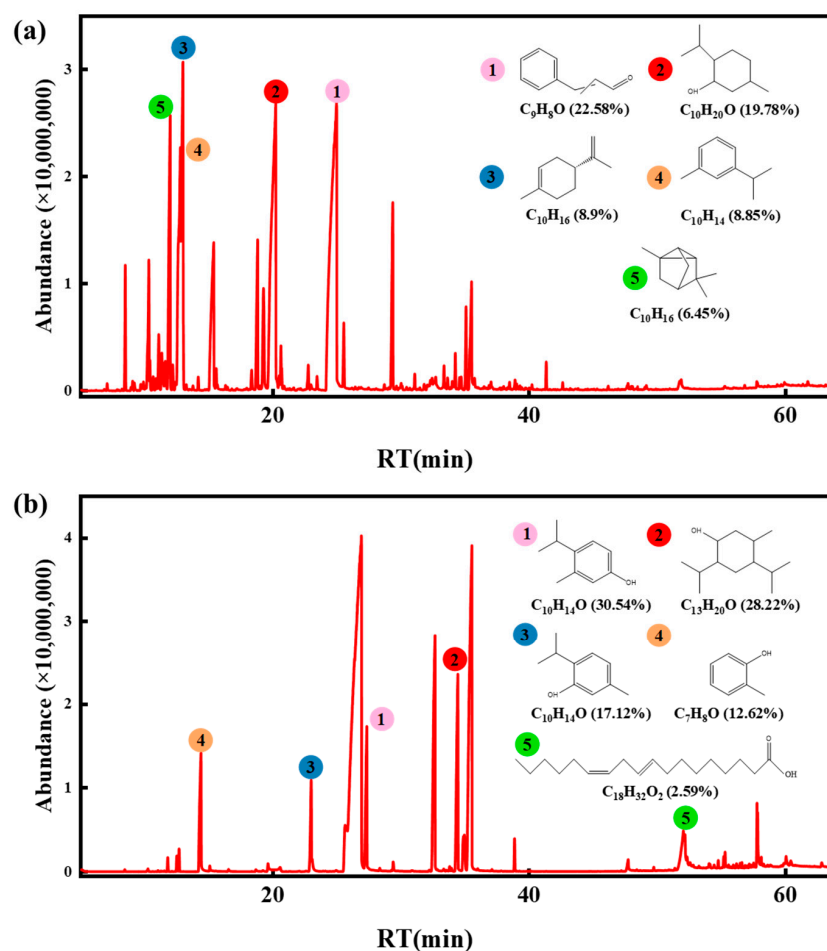 (a)
Abundance (×10,000,000)
3
2
1
0
5
3
4
2
1
1
O
C₉H₈O (22.58%)
2
OH
C₁₀H₂₀O (19.78%)
3
C₁₀H₁₆ (8.9%)
4
C₁₀H₁₄ (8.85%)
5
C₁₀H₁₆ (6.45%)
20
40
60
RT(min)
(b)
Abundance (×10,000,000)
4
3
2
1
0
4
3
1
2
5
1
OH
C₁₀H₁₄O (30.54%)
2
OH
C₁₃H₂₀O (28.22%)
3
OH
C₁₀H₁₄O (17.12%)
4
OH
C₇H₈O (12.62%)
5
O
OH
C₁₈H₃₂O₂ (2.59%)
20
40
60
RT(min)